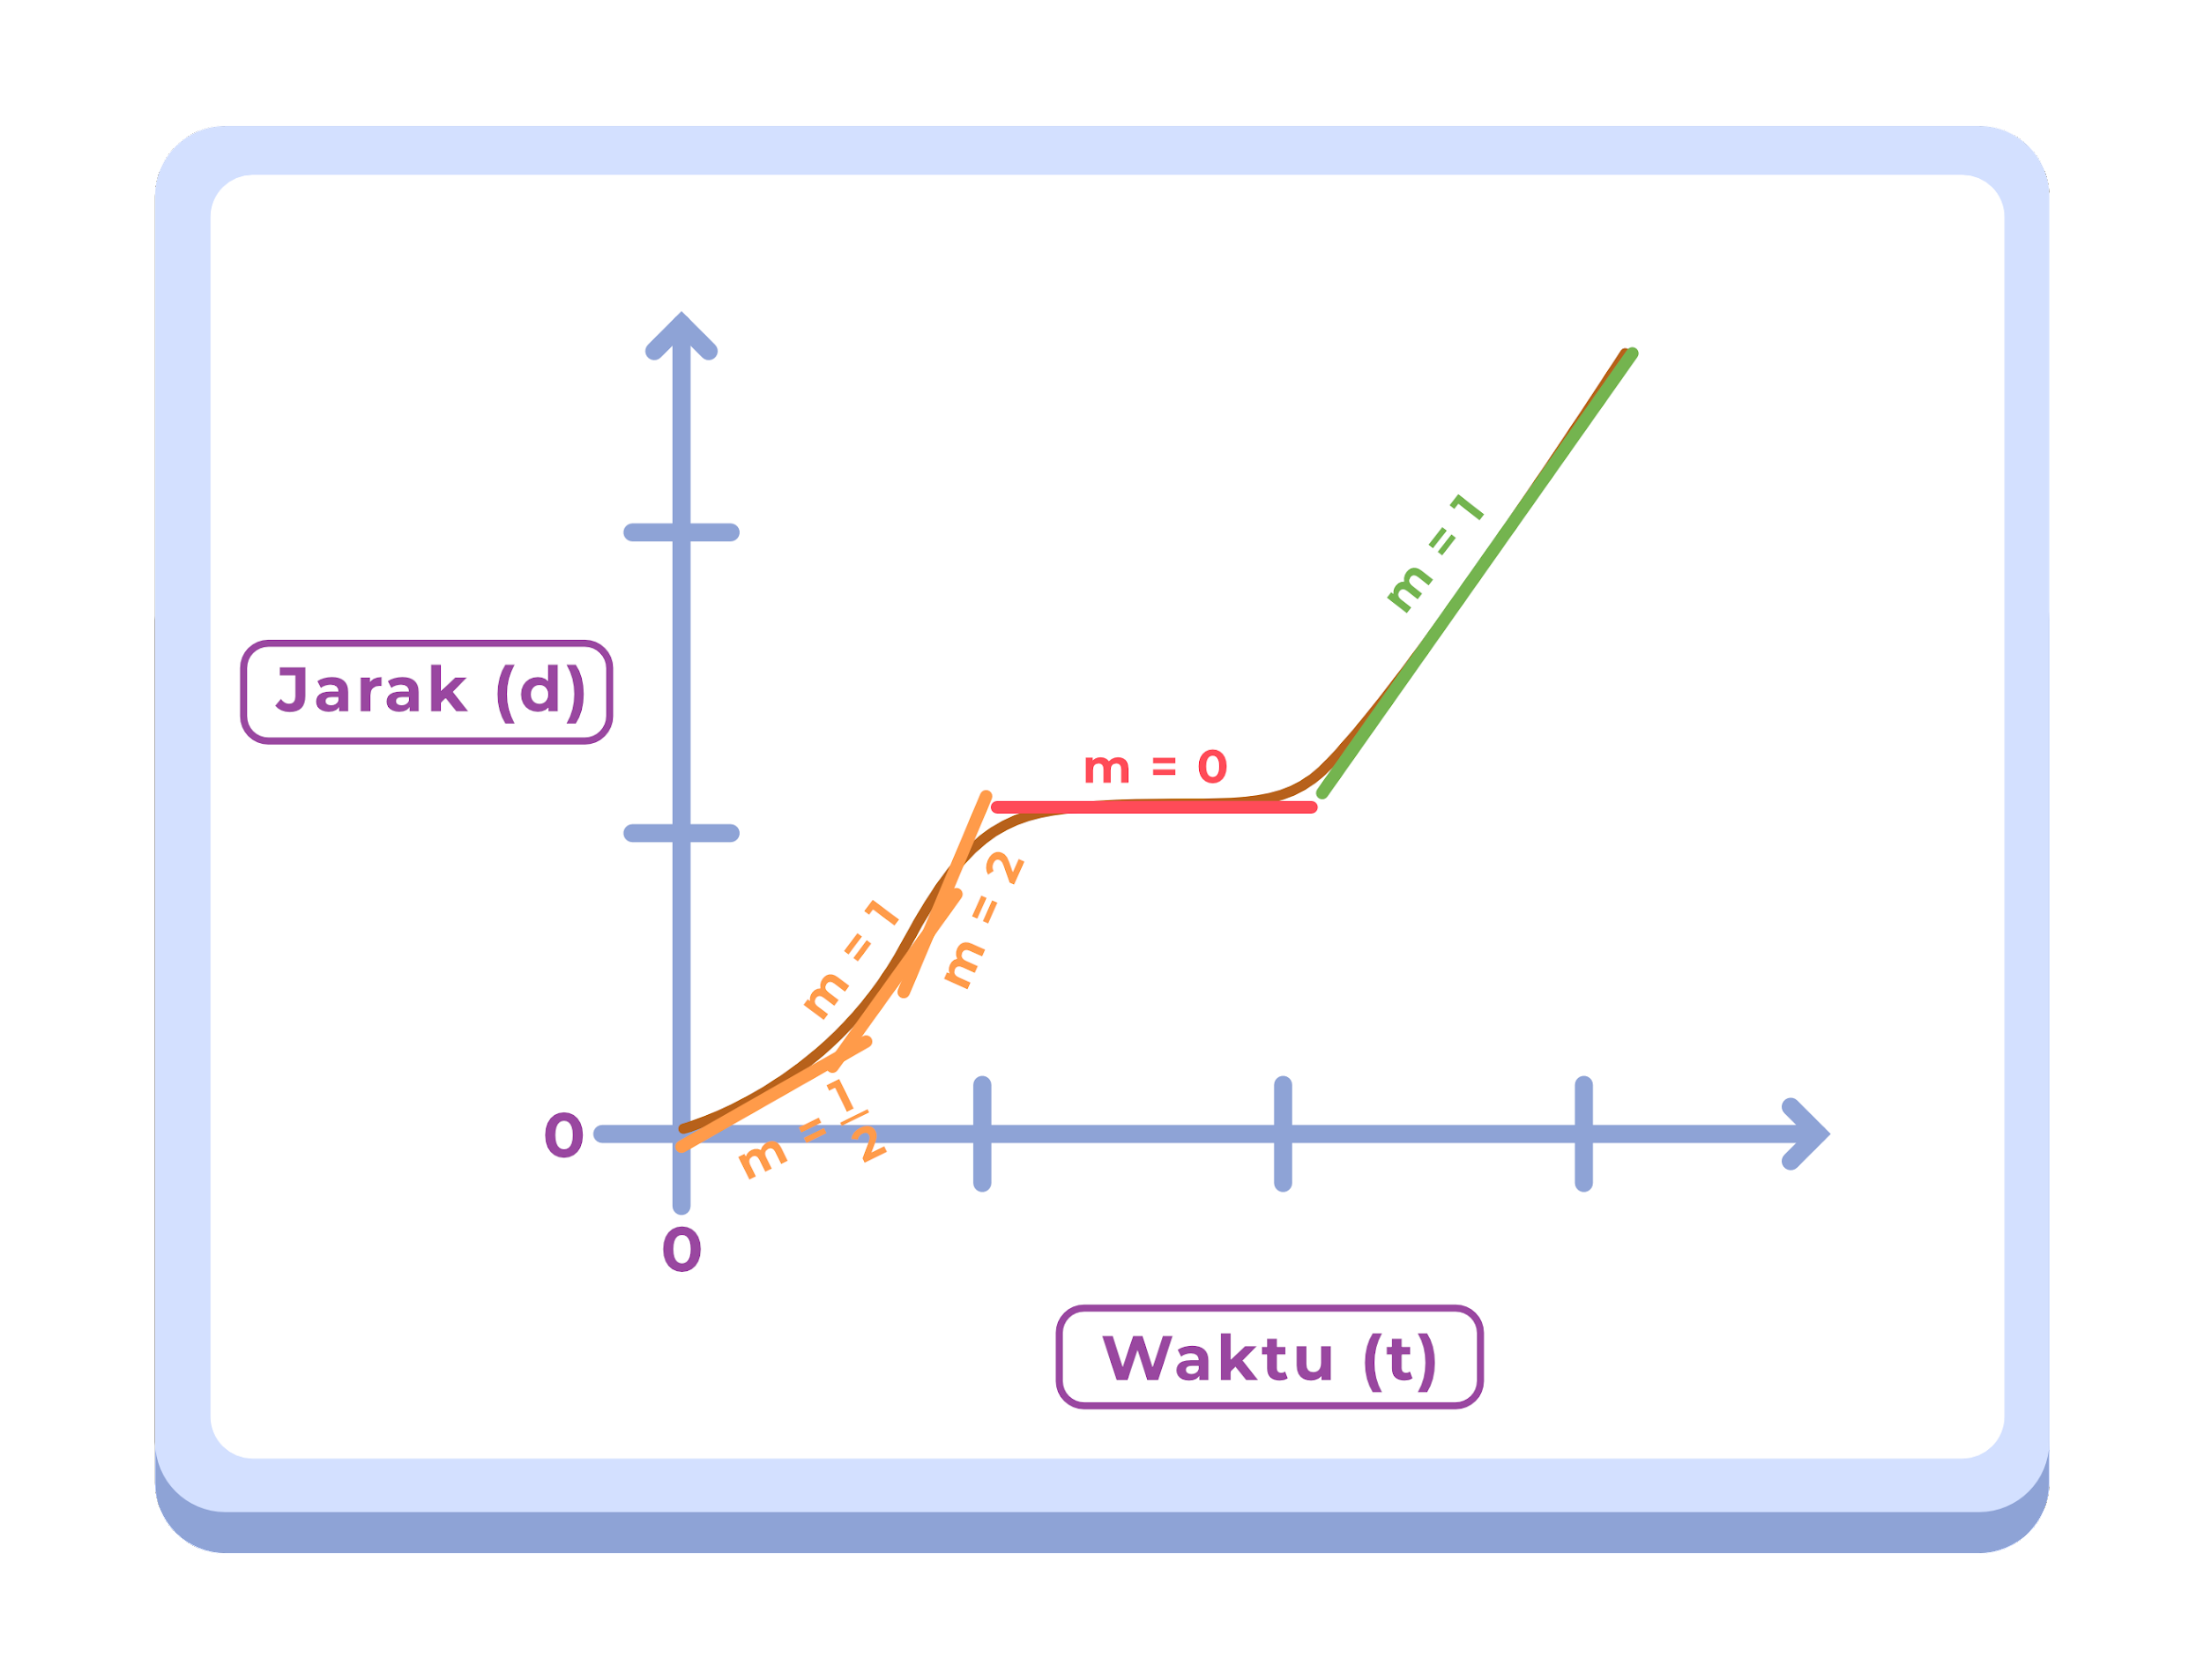 Jarak (d)
m = 1
m = 0
m = 1
m = 2
m = 1/2
0
0
Waktu (t)